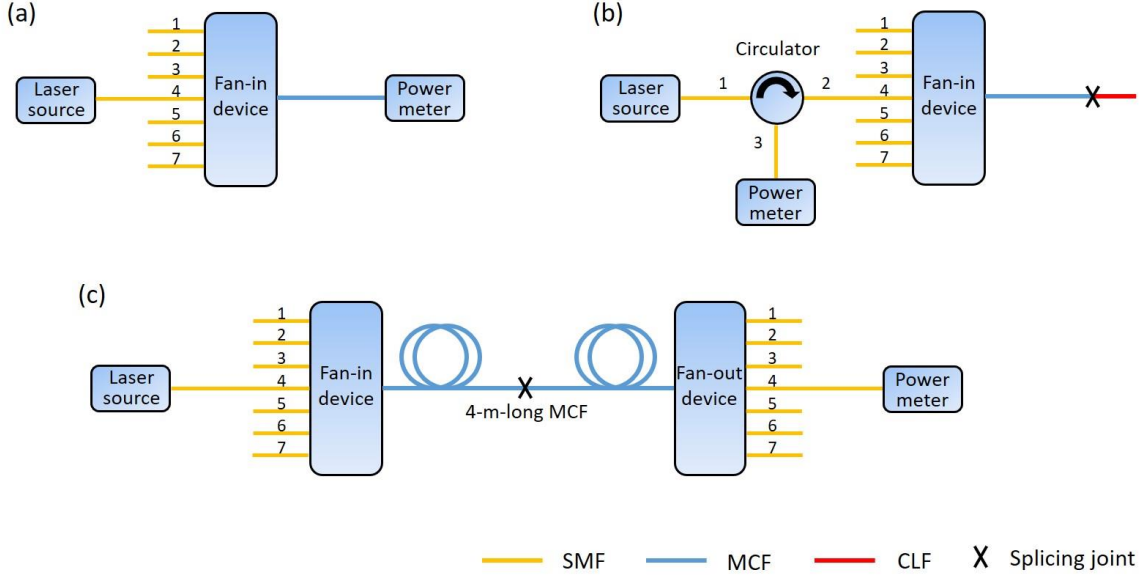 (a)
1
2
3
4
5
6
7
Laser
source
Fan-in
device
Power
meter
(b)
Circulator
Laser
source
1
2
3
Power
meter
1
2
3
4
5
6
7
Fan-in
device
(c)
Laser
source
1
2
3
4
5
6
7
Fan-in
device
4-m-long MCF
Fan-out
device
1
2
3
4
5
6
7
Power
meter
SMF MCF CLF Splicing joint